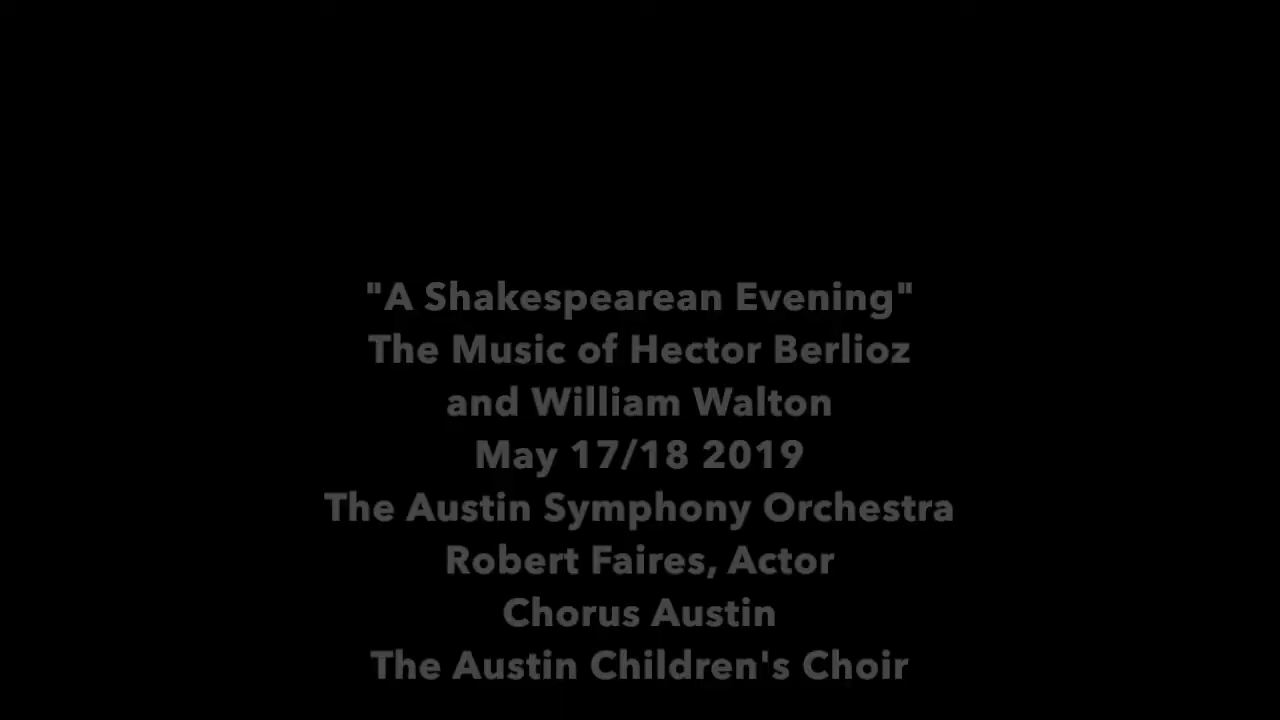 "A Shakespearean Evening"
The Music of Hector Berlioz
and William Walton
May 17/18 2019
The Austin Symphony Orchestra
Robert Faires, Actor
Chorus Austin
The Austin Children's Choir